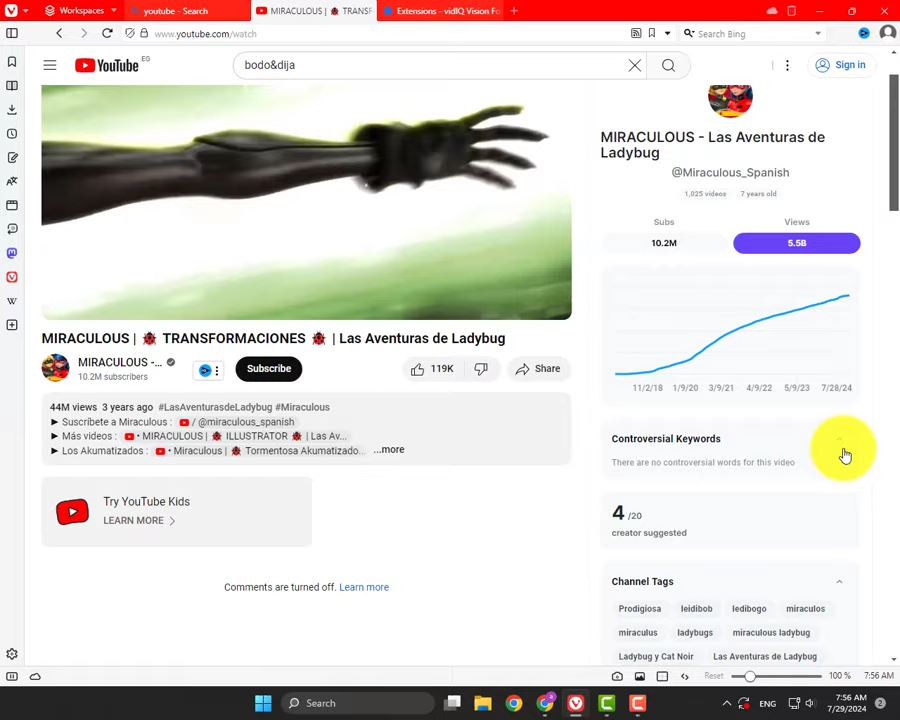 Workspaces
youtube - Search
MIRACULOUS | 🐞 TRANSF
Extensions - vidIQ Vision Fo
www.youtube.com/watch
Search Bing
YouTube EG
bodo&dija
Sign in
MIRACULOUS - Las Aventuras de
Ladybug
@Miraculous_Spanish
1,025 videos
7 years old
Subs
Views
10.2M
5.5B
11/2/18 1/9/20 3/9/21 4/9/22 5/9/23 7/28/24
MIRACULOUS | 🐞 TRANSFORMACIONES 🐞 | Las Aventuras de Ladybug
MIRACULOUS -...
10.2M subscribers
Subscribe
119K
Share
44M views 3 years ago #LasAventurasdeLadybug #Miraculous
► Suscríbete a Miraculous : / @miraculous_spanish
► Más videos : • MIRACULOUS | 🐞 ILLUSTRATOR 🐞 | Las Av...
► Los Akumatizados : • Miraculous | 🐞 Tormentosa Akumatizado... ...more
Try YouTube Kids
LEARN MORE
Comments are turned off. Learn more
Controversial Keywords
There are no controversial words for this video
4 /20
creator suggested
Channel Tags
Prodigiosa leidibob ledibogo miraculos
miraculus ladybugs miraculous ladybug
Ladybug y Cat Noir Las Aventuras de Ladybug
Reset 100 % 7:56 AM
Search
ENG
7:56 AM
7/29/2024
2